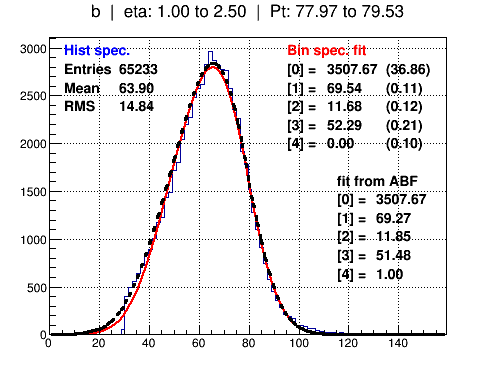 b | eta: 1.00 to 2.50 | Pt: 77.97 to 79.53
Hist spec.
Entries 65233
Mean 63.90
RMS 14.84
Bin spec. fit
[0] = 3507.67 (36.86)
[1] = 69.54 (0.11)
[2] = 11.68 (0.12)
[3] = 52.29 (0.21)
[4] = 0.00 (0.10)
fit from ABF
[0] = 3507.67
[1] = 69.27
[2] = 11.85
[3] = 51.48
[4] = 1.00
3000
2500
2000
1500
1000
500
0
0 20 40 60 80 100 120 140